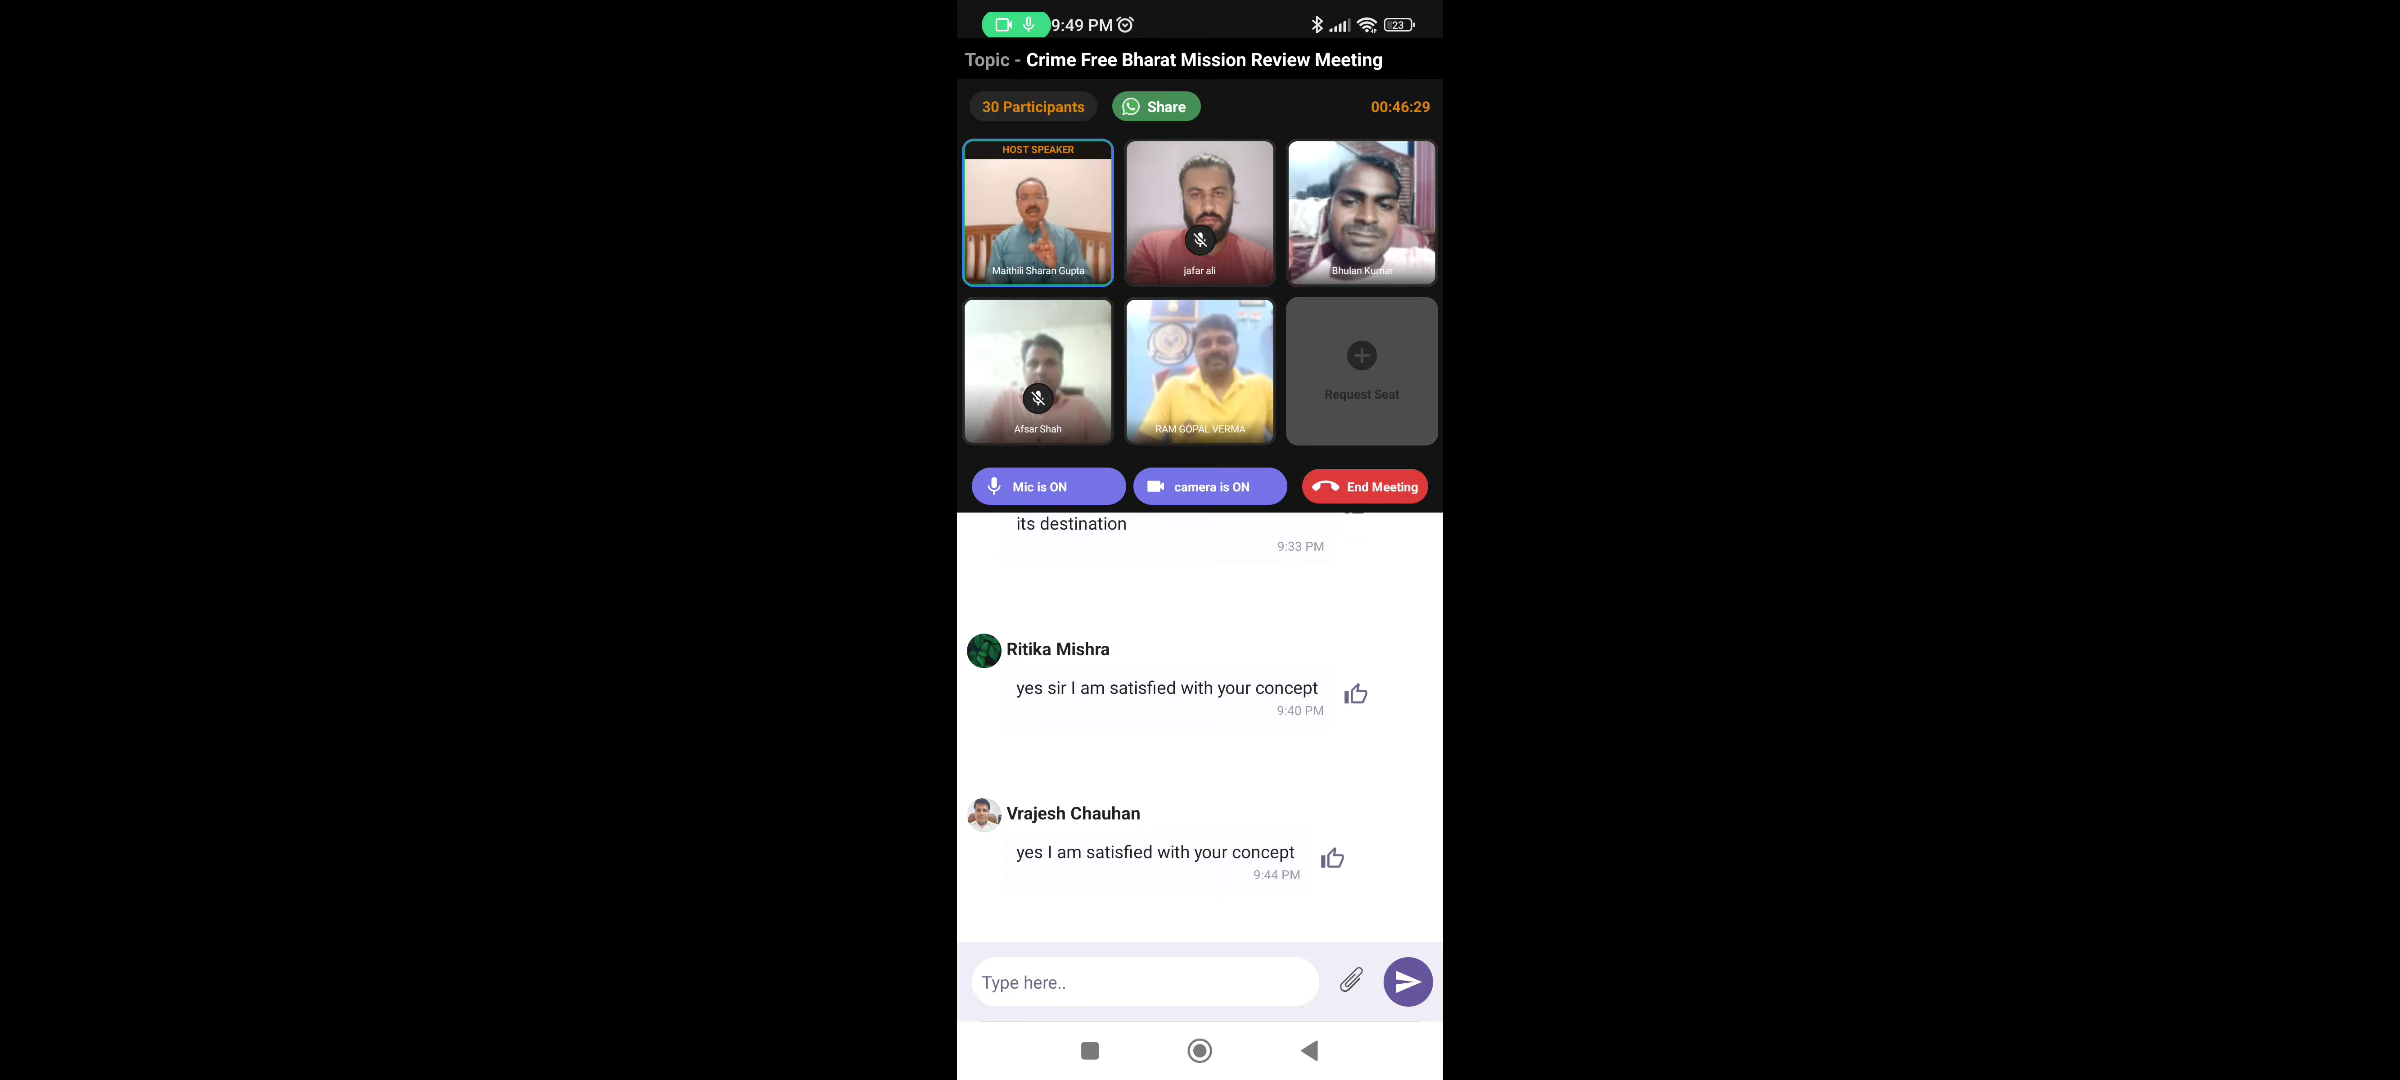 9:49 PM
23
Topic - Crime Free Bharat Mission Review Meeting
30 Participants
Share
00:46:29
HOST SPEAKER
Maithili Sharan Gupta
jafar ali
Bhulan Kumar
Afsar Shah
RAM GOPAL VERMA
Request Seat
Mic is ON
camera is ON
End Meeting
its destination
9:33 PM
Ritika Mishra
yes sir I am satisfied with your concept
9:40 PM
Vrajesh Chauhan
yes I am satisfied with your concept
9:44 PM
Type here..